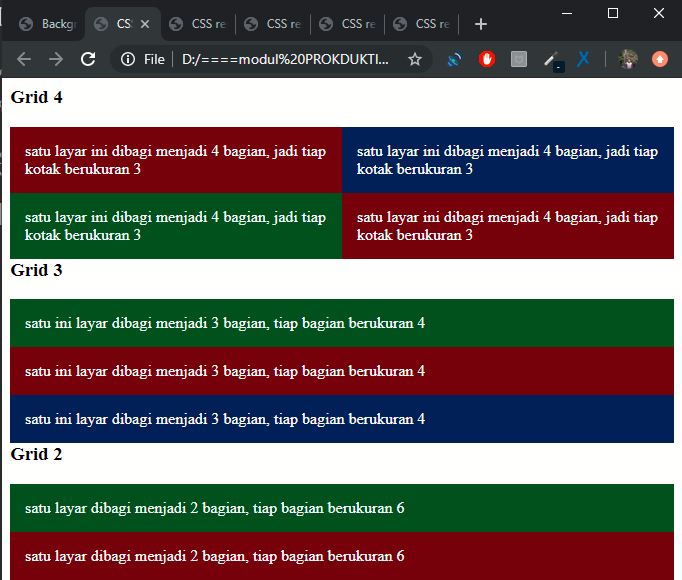 Backgr
CSS
CSS re
CSS re
CSS re
CSS re
File
D:/====modul%20PROKDUKTI...
Grid 4
satu layar ini dibagi menjadi 4 bagian, jadi tiap
kotak berukuran 3
satu layar ini dibagi menjadi 4 bagian, jadi tiap
kotak berukuran 3
satu layar ini dibagi menjadi 4 bagian, jadi tiap
kotak berukuran 3
satu layar ini dibagi menjadi 4 bagian, jadi tiap
kotak berukuran 3
Grid 3
satu ini layar dibagi menjadi 3 bagian, tiap bagian berukuran 4
satu ini layar dibagi menjadi 3 bagian, tiap bagian berukuran 4
satu ini layar dibagi menjadi 3 bagian, tiap bagian berukuran 4
Grid 2
satu layar dibagi menjadi 2 bagian, tiap bagian berukuran 6
satu layar dibagi menjadi 2 bagian, tiap bagian berukuran 6